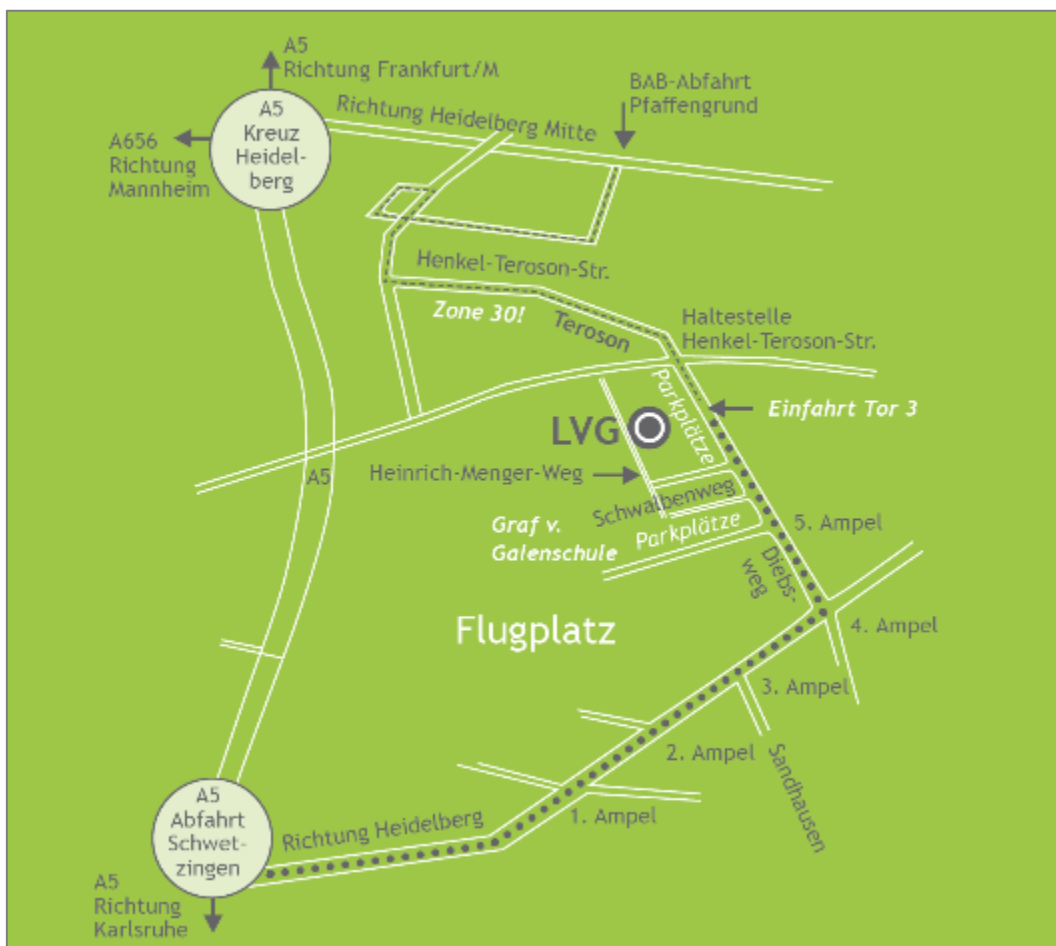 A5
Richtung Frankfurt/M
A5
Kreuz
Heidel-
berg
A656
Richtung
Mannheim
Richtung Heidelberg Mitte
BAB-Abfahrt
Pfaffengrund
Henkel-Teroson-Str.
Zone 30!
Teroson
Haltestelle
Henkel-Teroson-Str.
Parkplätze
Einfahrt Tor 3
LVG
A5
Heinrich-Menger-Weg
Schwalbenweg
Graf v.
Galenschule
Parkplätze
5. Ampel
Diebs-
weg
Flugplatz
4. Ampel
3. Ampel
2. Ampel
Sandhausen
1. Ampel
A5
Abfahrt
Schwet-
zingen
Richtung Heidelberg
A5
Richtung
Karlsruhe